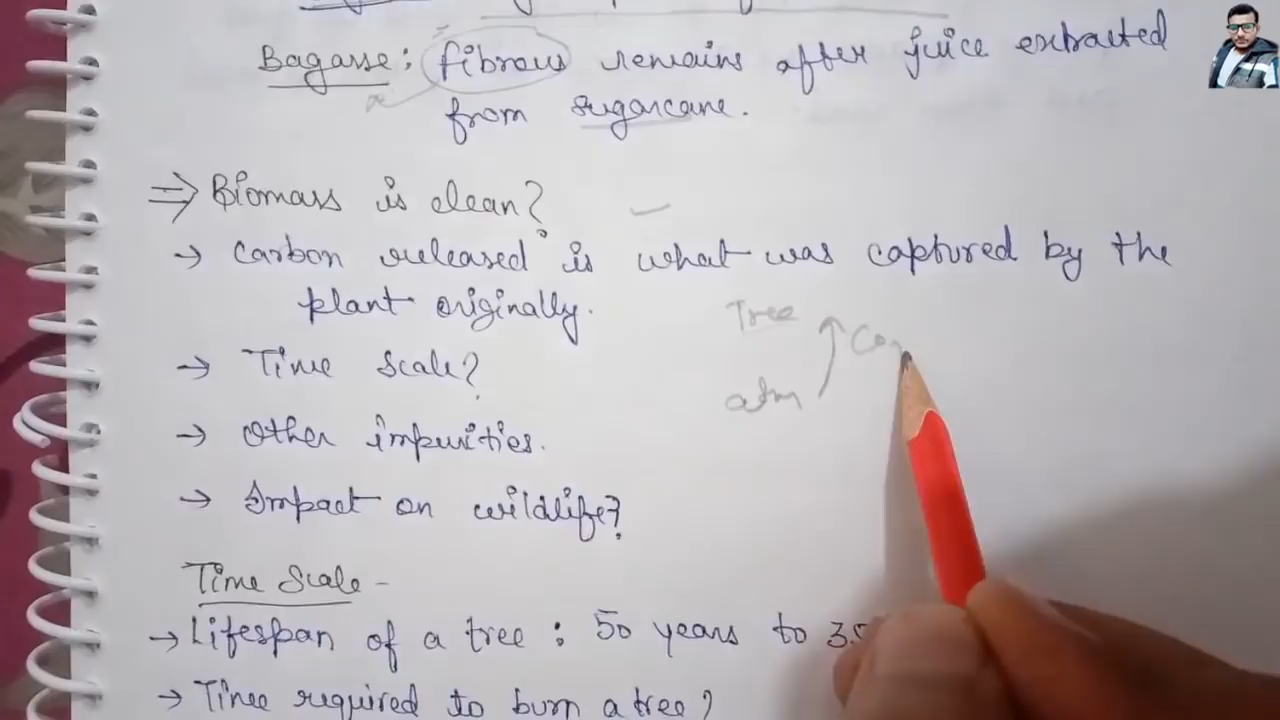 Bagasse: fibrous remains after juice extracted
from sugarcane.
⇒ Biomass is clean?
→ Carbon released is what was captured by the
plant originally.
Tree
Co
→ Time Scale?
atm
→ Other impurities.
→ Impact on wildlife?
Time Scale -
→ Lifespan of a tree : 50 years to
→ Time required to burn a tree?